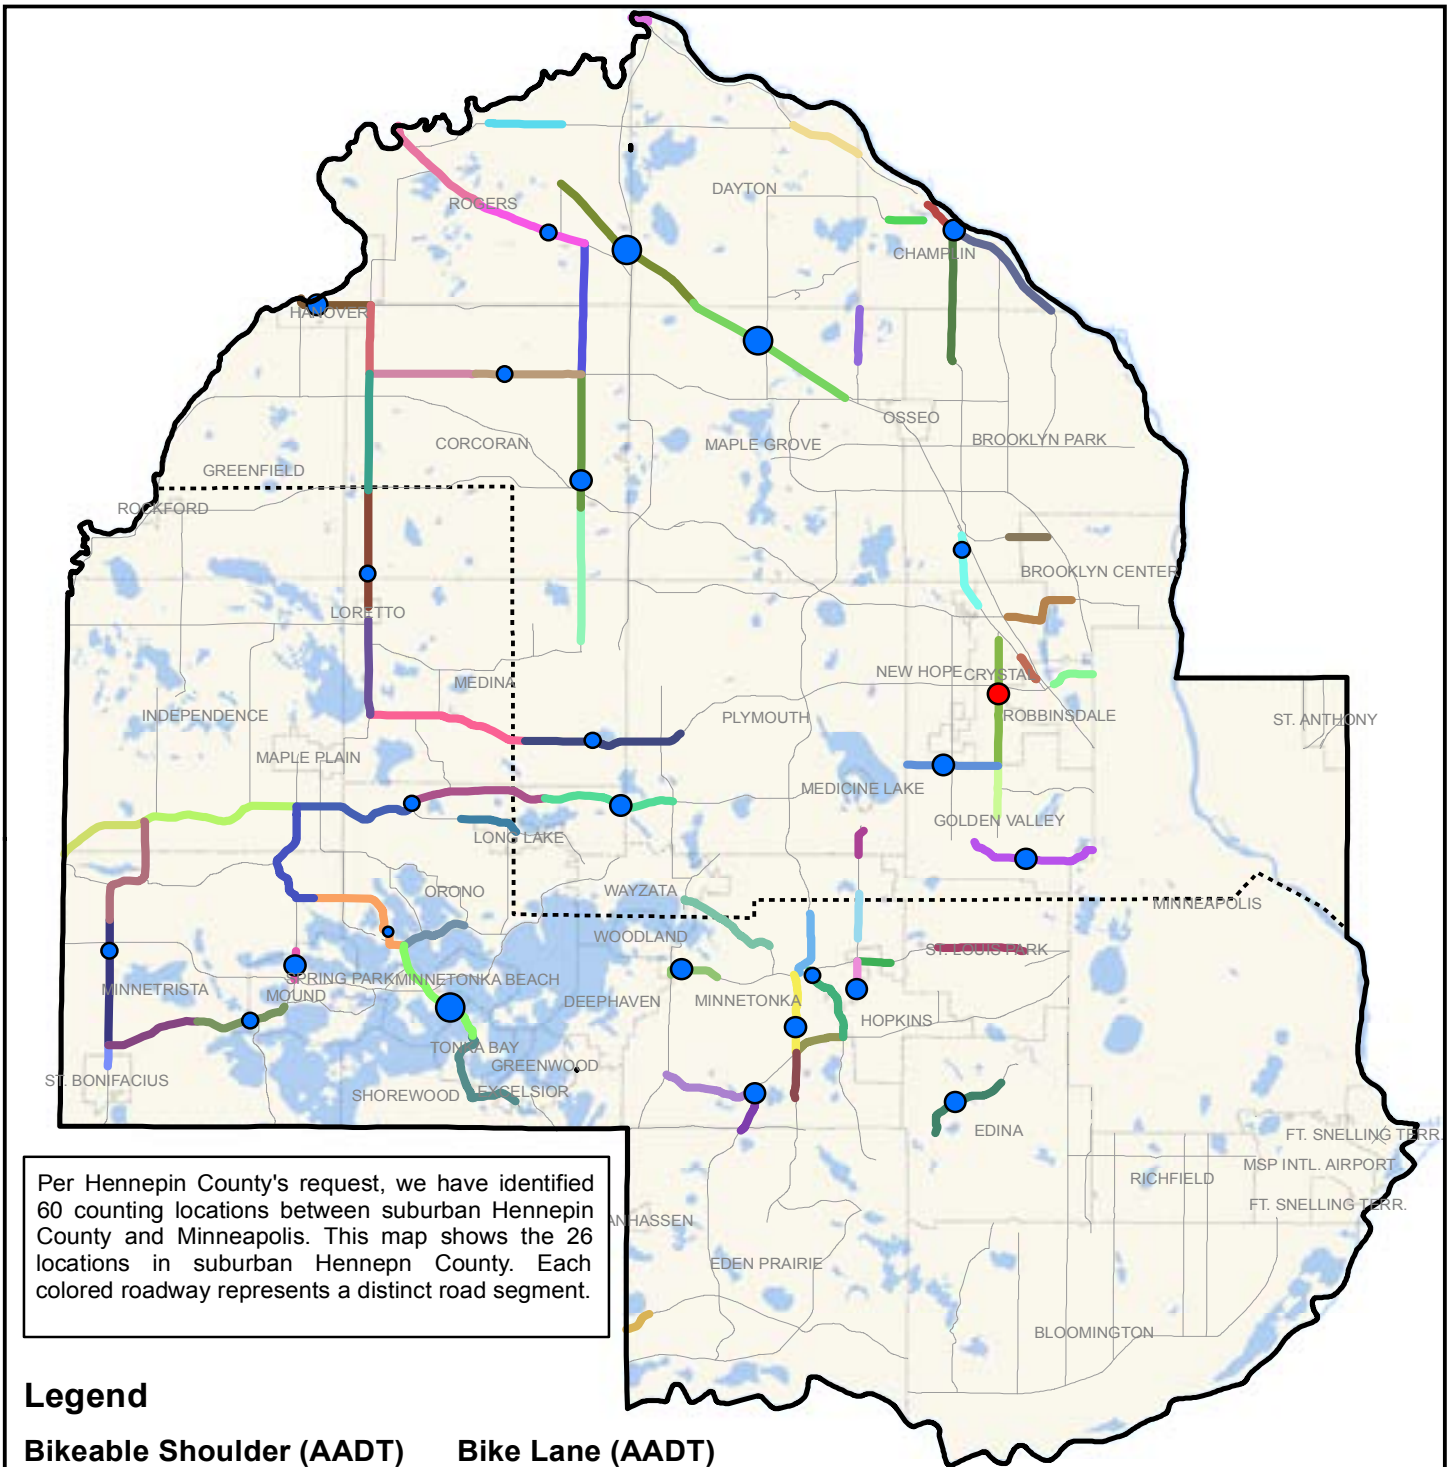 DAYTON
ROGERS
CHAMPLIN
HANOVER
OSSEO
CORCORAN
MAPLE GROVE
BROOKLYN PARK
GREENFIELD
ROCKFORD
BROOKLYN CENTER
LORETTO
NEW HOPE
CRYSTAL
MEDINA
INDEPENDENCE
PLYMOUTH
ROBBINSDALE
ST. ANTHONY
MAPLE PLAIN
MEDICINE LAKE
GOLDEN VALLEY
LONG LAKE
ORONO
WAYZATA
MINNEAPOLIS
WOODLAND
ST. LOUIS PARK
SPRING PARK
MINNETONKA BEACH
MINNETRISTA
MOUND
DEEPHAVEN
MINNETONKA
HOPKINS
TONKA BAY
GREENWOOD
ST. BONIFACIUS
SHOREWOOD
EXCELSIOR
EDINA
FT. SNELLING TERR.
MSP INTL. AIRPORT
RICHFIELD
FT. SNELLING TERR.
ANHASSEN
EDEN PRAIRIE
BLOOMINGTON
Per Hennepin County's request, we have identified
60 counting locations between suburban Hennepin
County and Minneapolis. This map shows the 26
locations in suburban Hennepn County. Each
colored roadway represents a distinct road segment.
Legend
Bikeable Shoulder (AADT) Bike Lane (AADT)